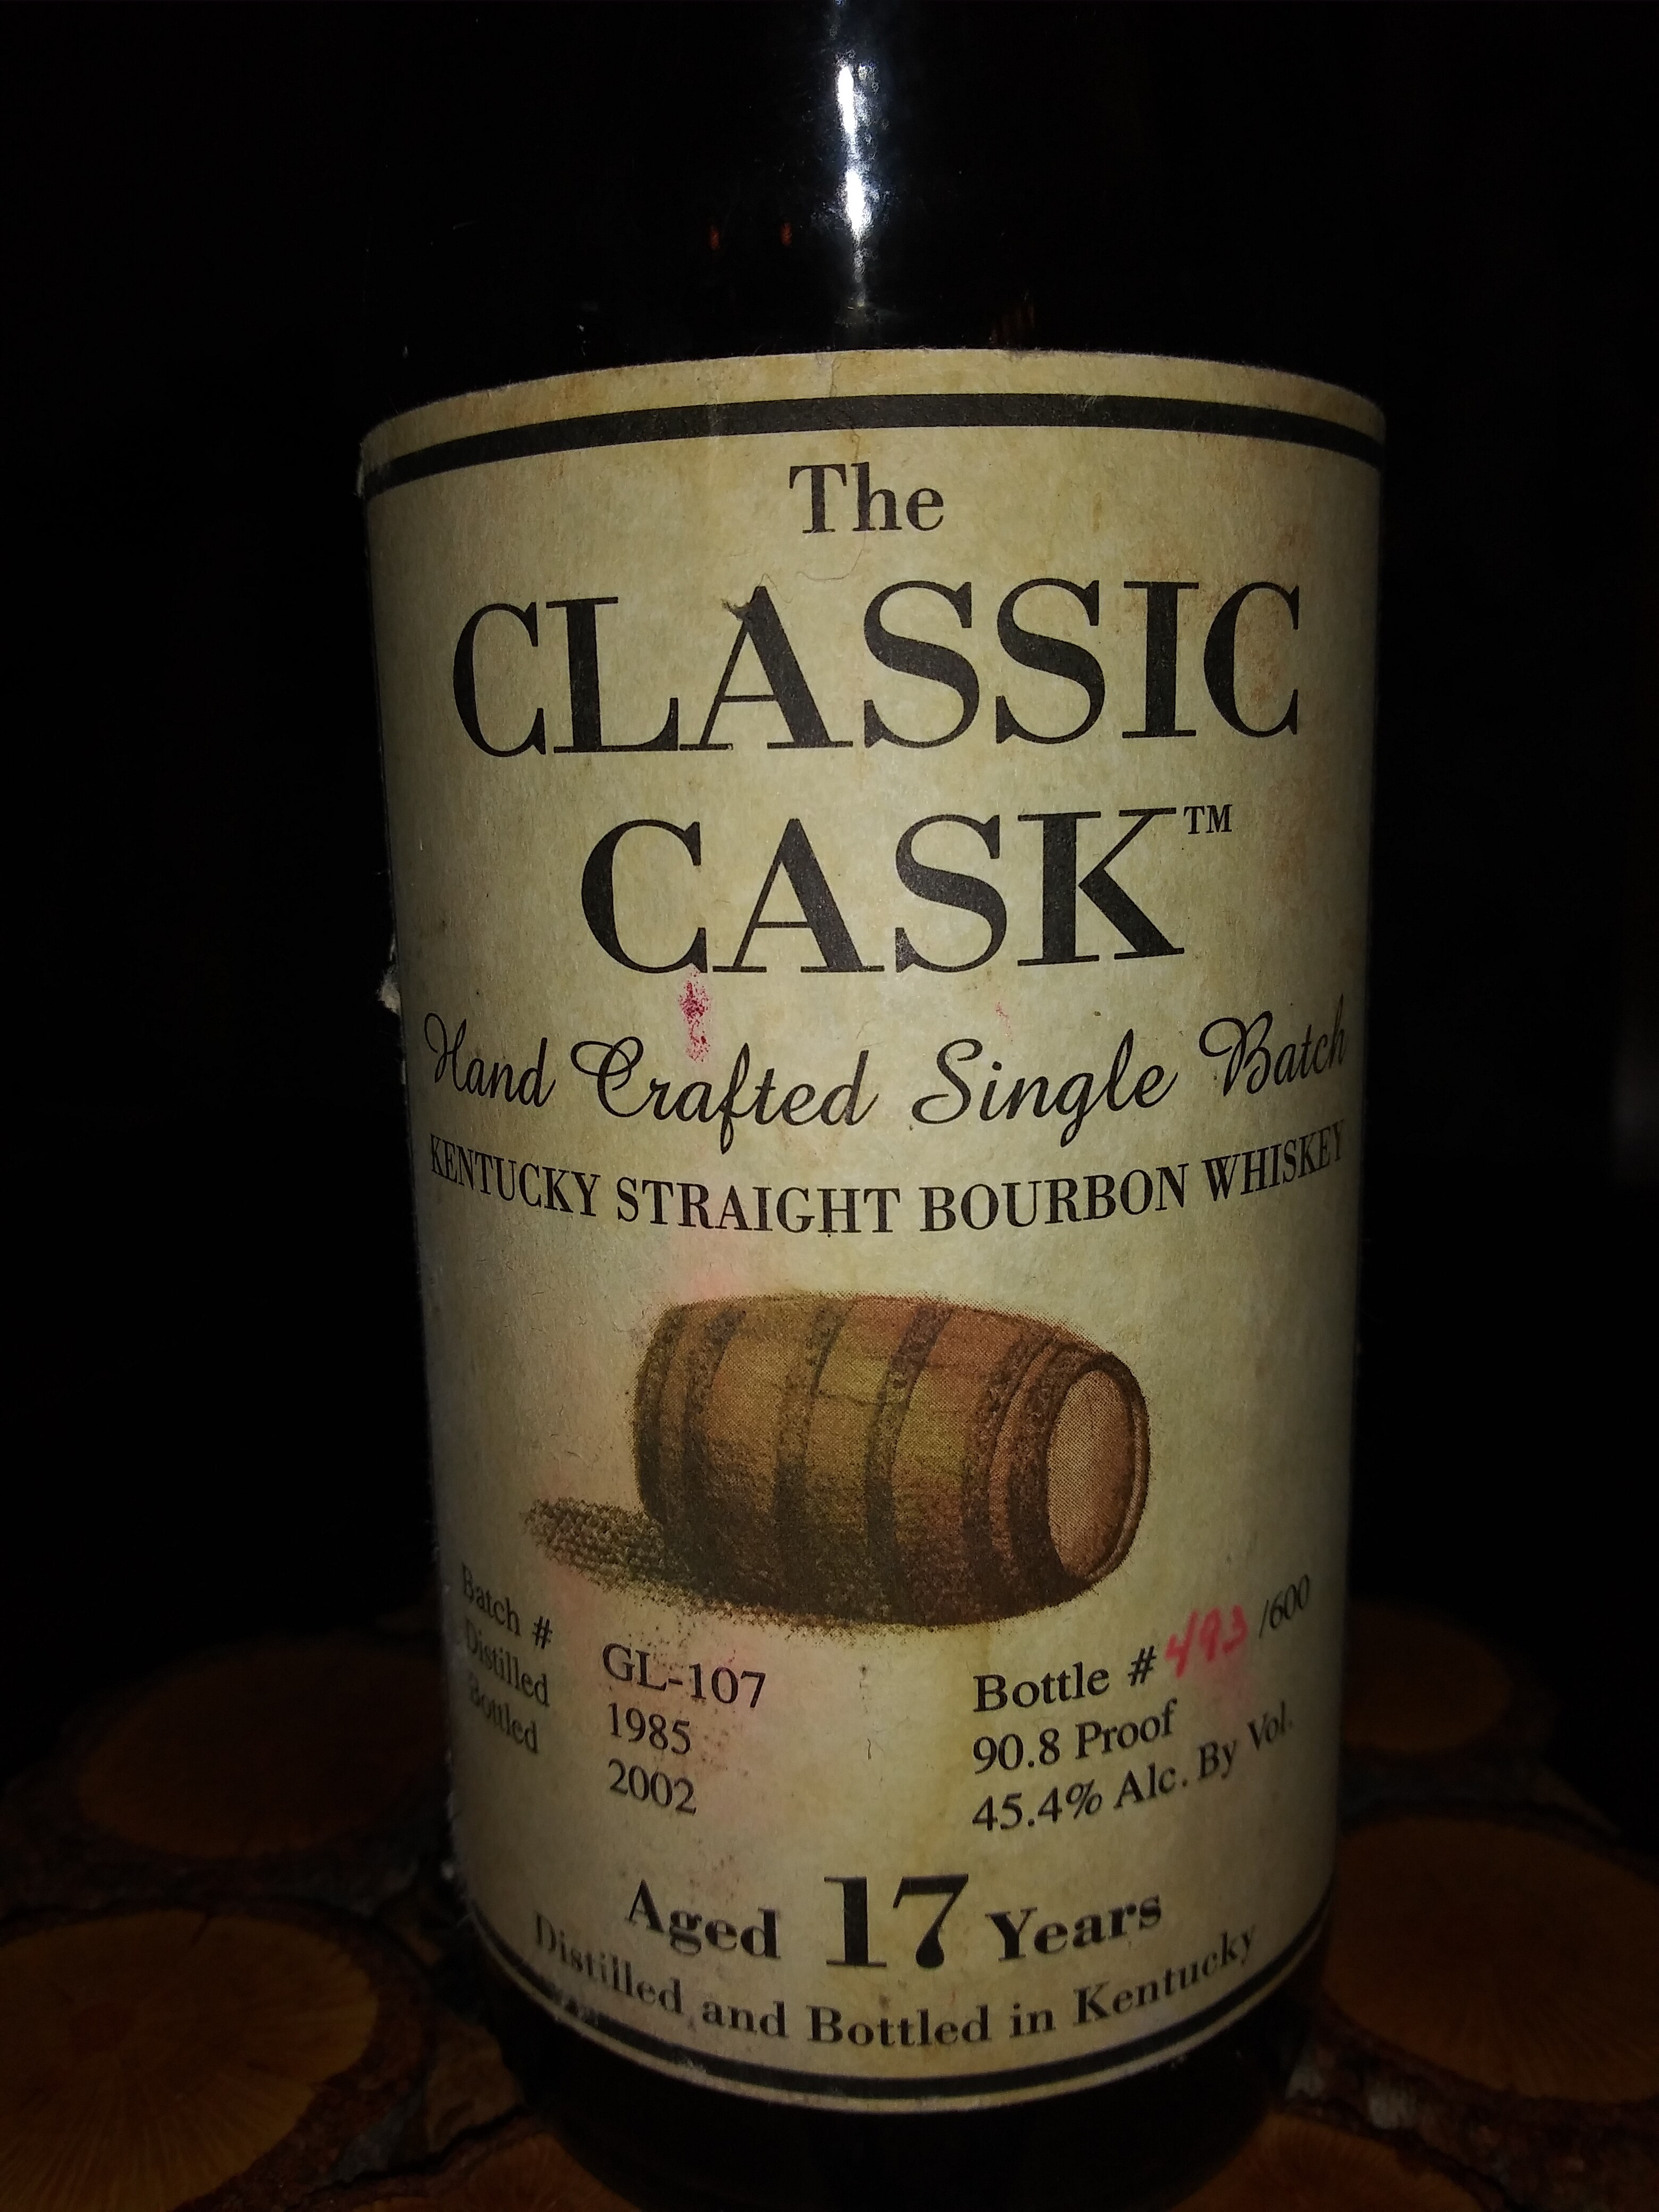 The
CLASSIC
CASK™
Hand Crafted Single Batch
KENTUCKY STRAIGHT BOURBON WHISKEY
Batch # GL-107
Distilled 1985
Bottled 2002
Bottle # 493 /600
90.8 Proof
45.4% Alc. By Vol.
Aged 17 Years
Distilled and Bottled in Kentucky